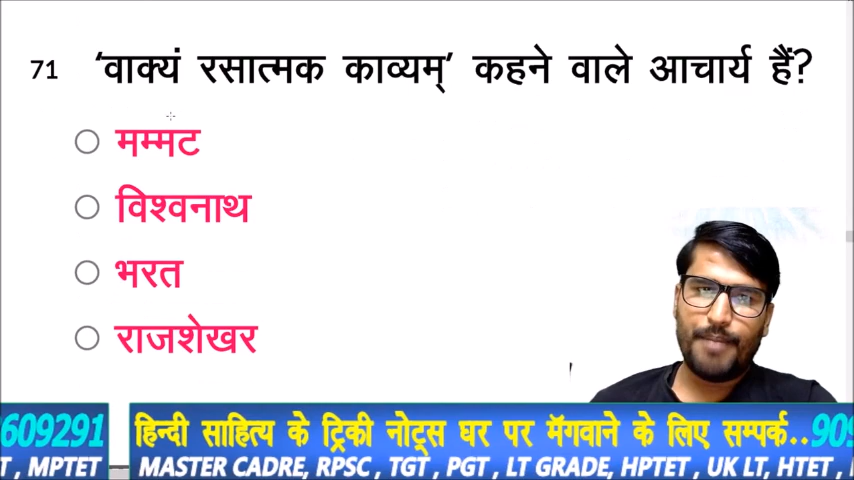 71 ‘वाक्यं रसात्मक काव्यम्’ कहने वाले आचार्य हैं?
मम्मट
विश्वनाथ
भरत
राजशेखर
609291 हिन्दी साहित्य के ट्रिकी नोट्स घर पर मँगवाने के लिए सम्पर्क..909
T , MPTET MASTER CADRE, RPSC , TGT , PGT , LT GRADE, HPTET , UK LT, HTET ,